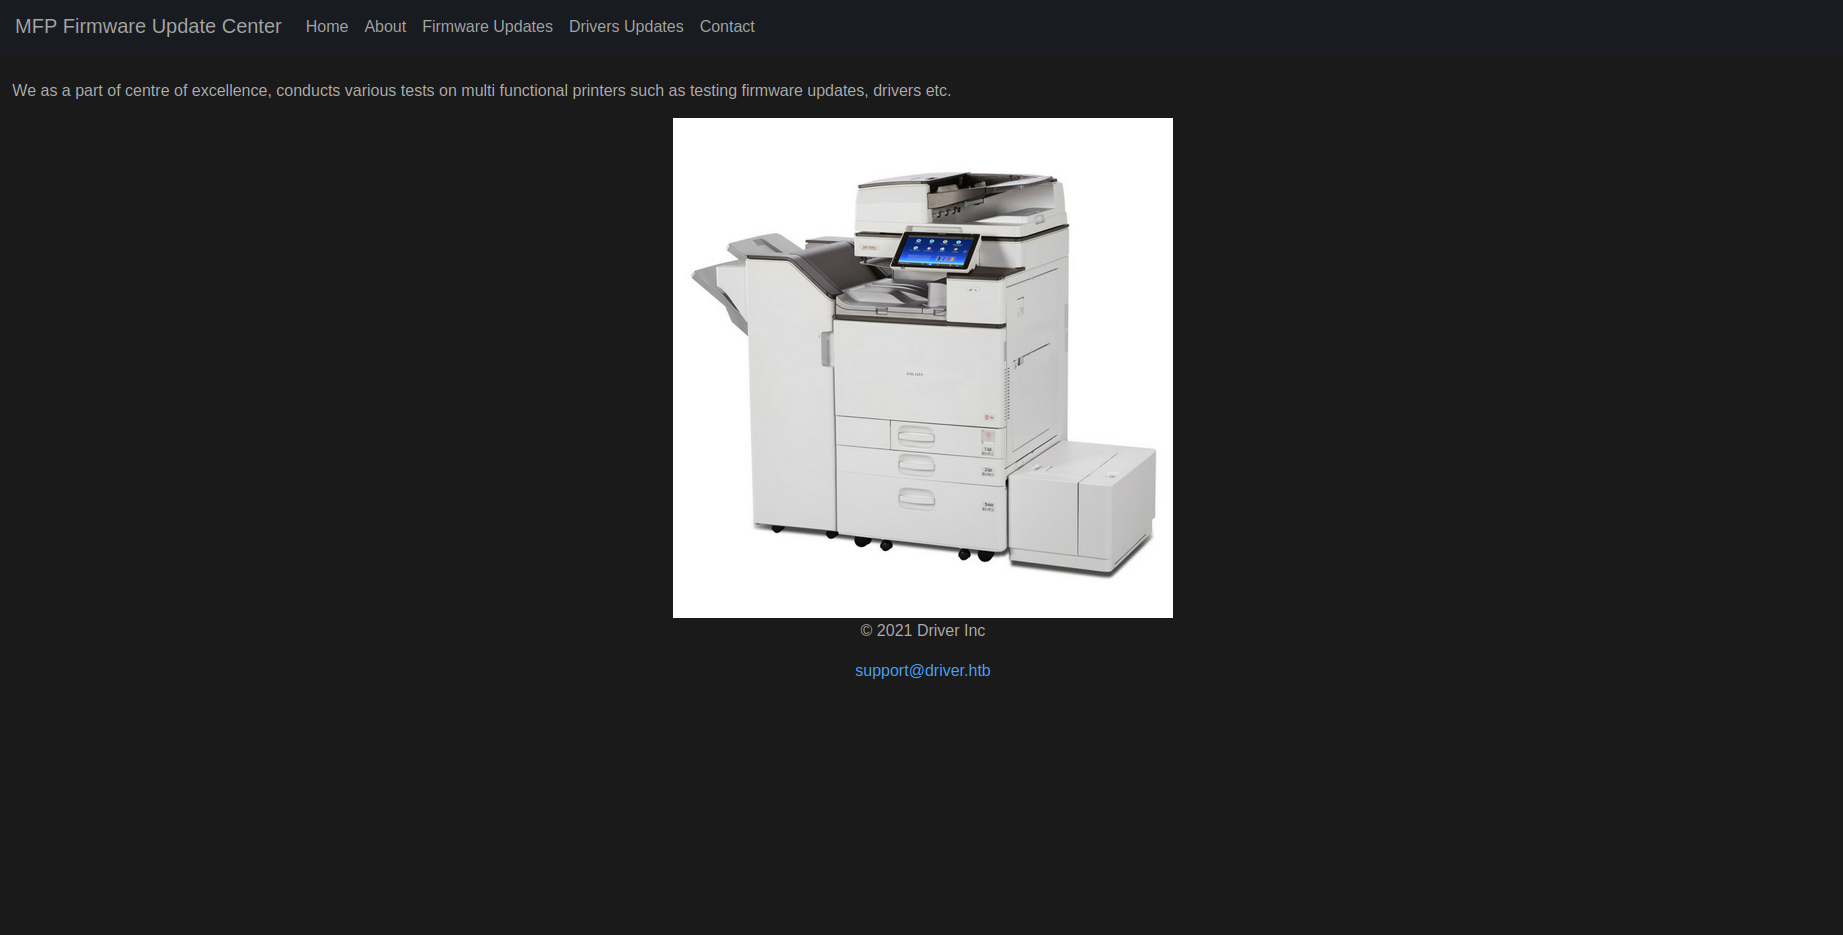 MFP Firmware Update Center Home About Firmware Updates Drivers Updates Contact
We as a part of centre of excellence, conducts various tests on multi functional printers such as testing firmware updates, drivers etc.
© 2021 Driver Inc
support@driver.htb